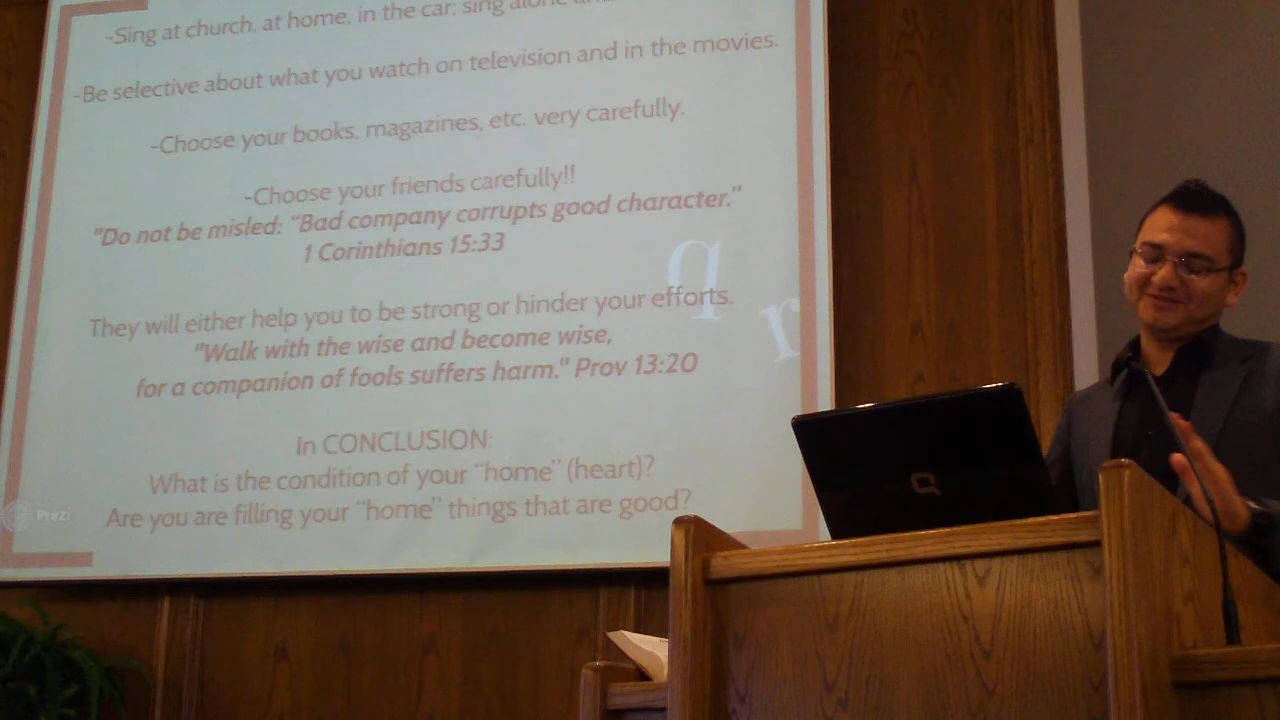 -Sing at church, at home, in the car: sing alone
-Be selective about what you watch on television and in the movies.
-Choose your books, magazines, etc. very carefully.
-Choose your friends carefully!!
"Do not be misled: "Bad company corrupts good character."
1 Corinthians 15:33
They will either help you to be strong or hinder your efforts.
"Walk with the wise and become wise,
for a companion of fools suffers harm." Prov 13:20
In CONCLUSION:
What is the condition of your "home" (heart)?
Are you are filling your "home" things that are good?
q
r
Prezi